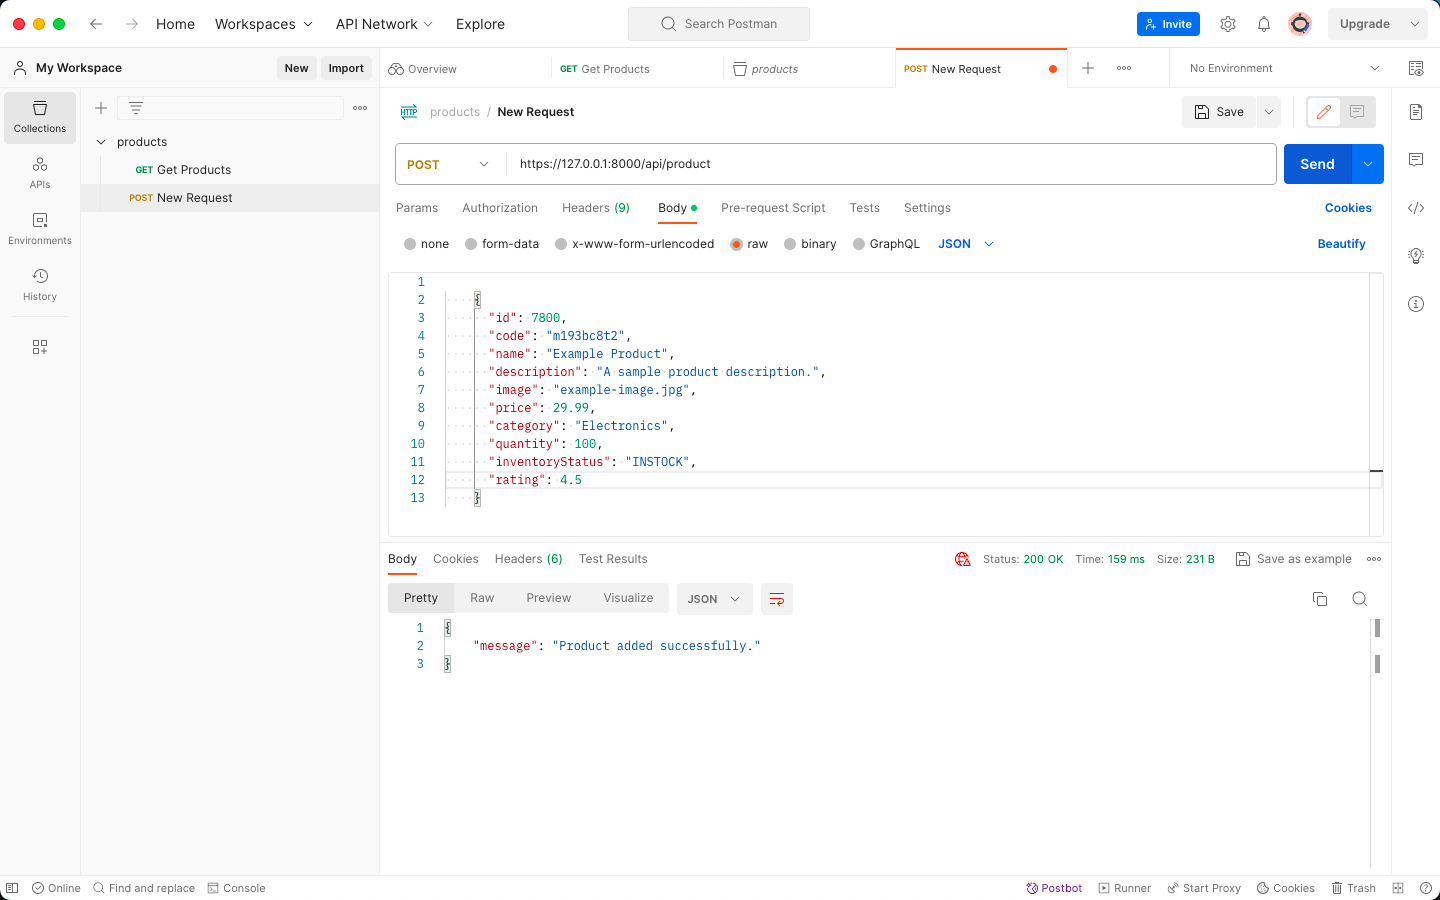 Home Workspaces API Network Explore Search Postman Invite Upgrade
My Workspace New Import Overview GET Get Products products POST New Request No Environment
Collections
APIs
Environments
History
products
GET Get Products
POST New Request
HTTP products / New Request Save
POST https://127.0.0.1:8000/api/product Send
Params Authorization Headers (9) Body Pre-request Script Tests Settings Cookies
none form-data x-www-form-urlencoded raw binary GraphQL JSON Beautify
1
2 {
3 "id": 7800,
4 "code": "m193bc8t2",
5 "name": "Example Product",
6 "description": "A sample product description.",
7 "image": "example-image.jpg",
8 "price": 29.99,
9 "category": "Electronics",
10 "quantity": 100,
11 "inventoryStatus": "INSTOCK",
12 "rating": 4.5
13 }
Body Cookies Headers (6) Test Results Status: 200 OK Time: 159 ms Size: 231 B Save as example
Pretty Raw Preview Visualize JSON
1 {
2 "message": "Product added successfully."
3 }
Online Find and replace Console Postbot Runner Start Proxy Cookies Trash